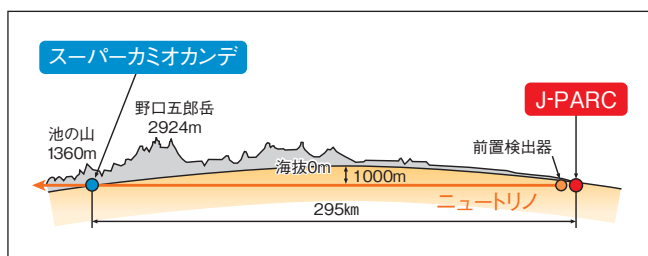 スーパーカミオカンデ
野口五郎岳
2924m
池の山
1360m
J-PARC
前置検出器
海抜0m
1000m
ニュートリノ
295km